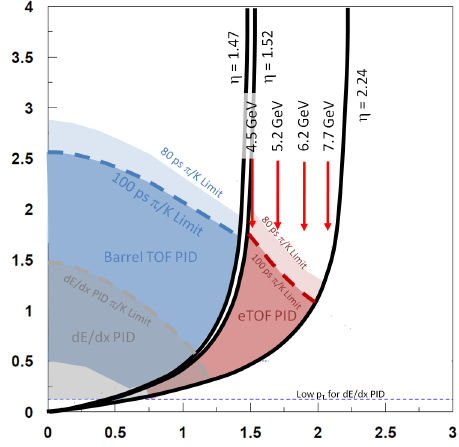 4
3.5
3
2.5
2
1.5
1
0.5
0
0
0.5
1
1.5
2
2.5
3
η = 1.47
η = 1.52
η = 2.24
4.5 GeV
5.2 GeV
6.2 GeV
7.7 GeV
80 ps π/K Limit
100 ps π/K Limit
Barrel TOF PID
dE/dx PID π/K Limit
dE/dx PID
80 ps π/K Limit
100 ps π/K Limit
eTOF PID
Low pT for dE/dx PID